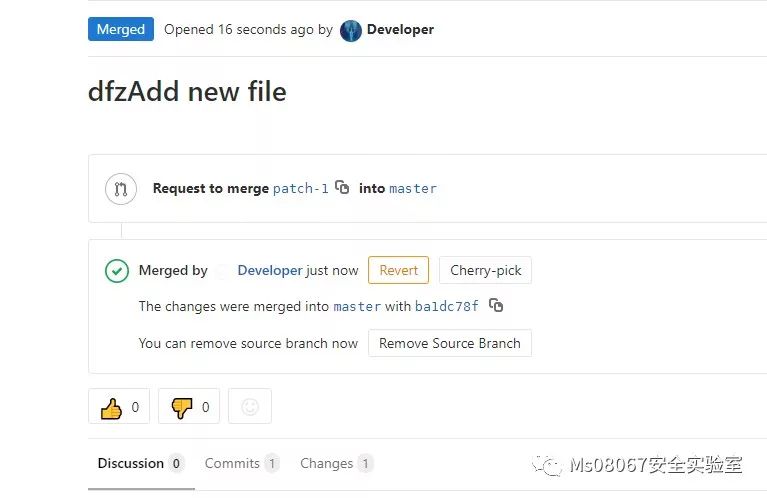 Merged Opened 16 seconds ago by Developer
dfzAdd new file
Request to merge patch-1 into master
Merged by Developer just now Revert Cherry-pick
The changes were merged into master with ba1dc78f
You can remove source branch now Remove Source Branch
0 0
Discussion 0 Commits 1 Changes 1
Ms08067安全实验室